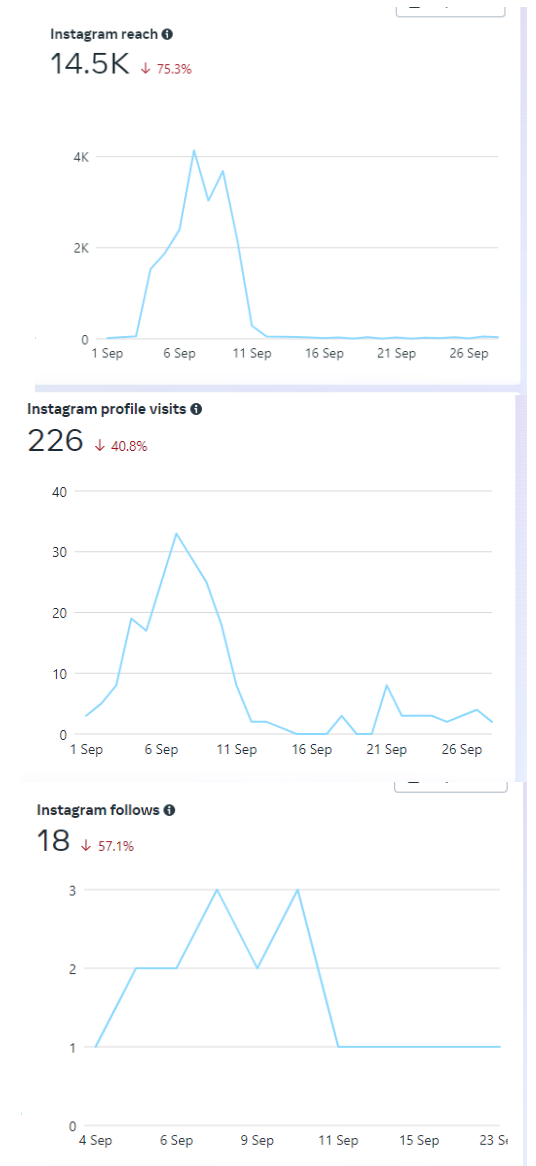 Instagram reach
14.5K ↓ 75.3%
4K
2K
0
1 Sep 6 Sep 11 Sep 16 Sep 21 Sep 26 Sep
Instagram profile visits
226 ↓ 40.8%
40
30
20
10
0
1 Sep 6 Sep 11 Sep 16 Sep 21 Sep 26 Sep
Instagram follows
18 ↓ 57.1%
3
2
1
0
4 Sep 6 Sep 9 Sep 11 Sep 15 Sep 23 Se